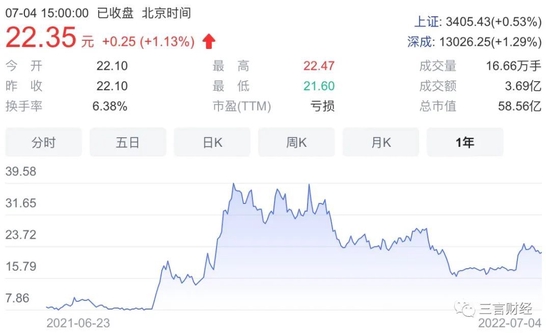 07-04 15:00:00 已收盘 北京时间
22.35 元 +0.25 (+1.13%)
上证: 3405.43(+0.53%)
深成: 13026.25(+1.29%)
今开 22.10 最高 22.47 成交量 16.66万手
昨收 22.10 最低 21.60 成交额 3.69亿
换手率 6.38% 市盈(TTM) 亏损 总市值 58.56亿
分时 五日 日K 周K 月K 1年
39.58
31.65
23.72
15.79
7.86
三言财经
2021-06-23 2022-07-04